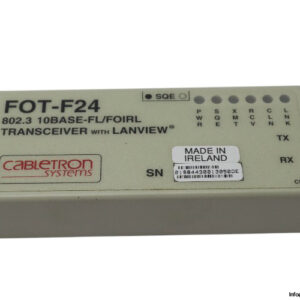 SQE
FOT-F24
802.3 10BASE-FL/FOIRL
TRANSCEIVER WITH LANVIEW®
P S X R C L
W Q M C L N
R E T V N K
TX
RX
CABLETRON
systems
MADE IN
IRELAND
SN